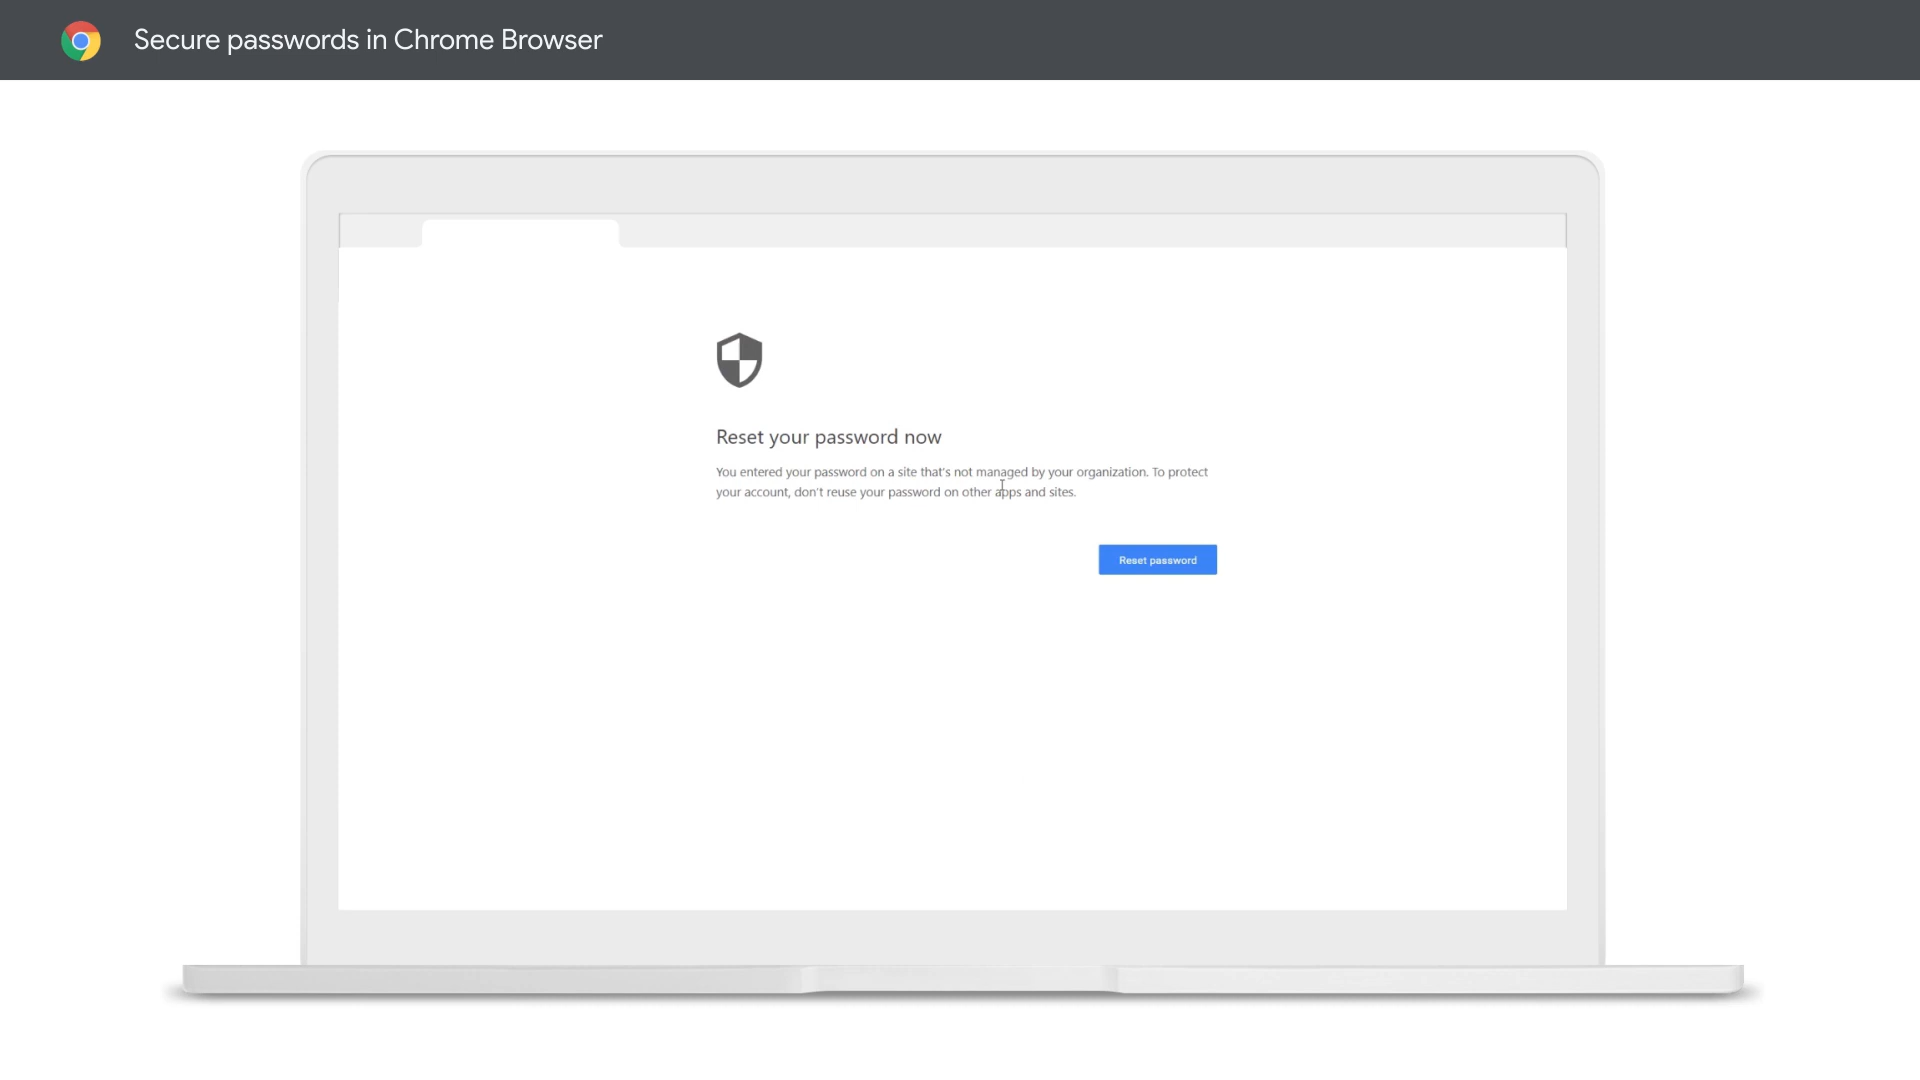 Secure passwords in Chrome Browser
Reset your password now
You entered your password on a site that's not managed by your organization. To protect
your account, don't reuse your password on other apps and sites.
Reset password